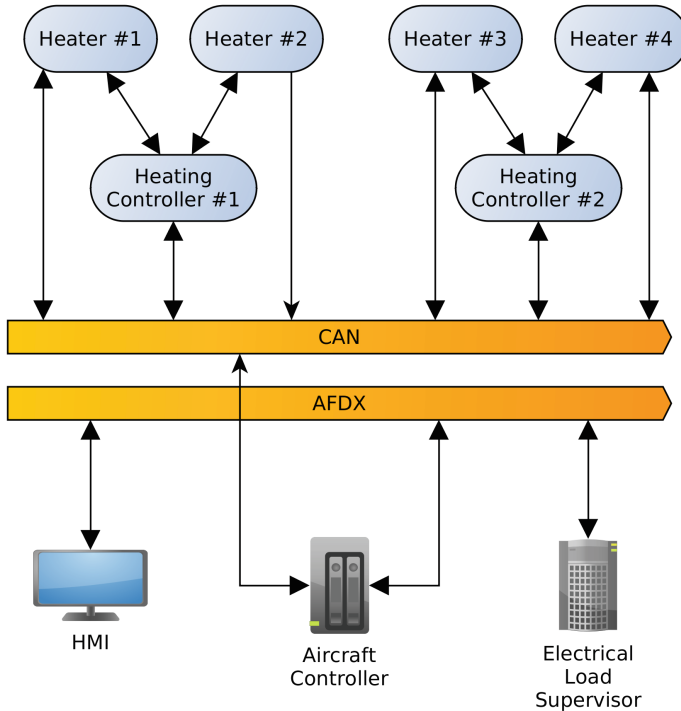 Heater #1
Heater #2
Heater #3
Heater #4
Heating
Controller #1
Heating
Controller #2
CAN
AFDX
HMI
Aircraft
Controller
Electrical
Load
Supervisor